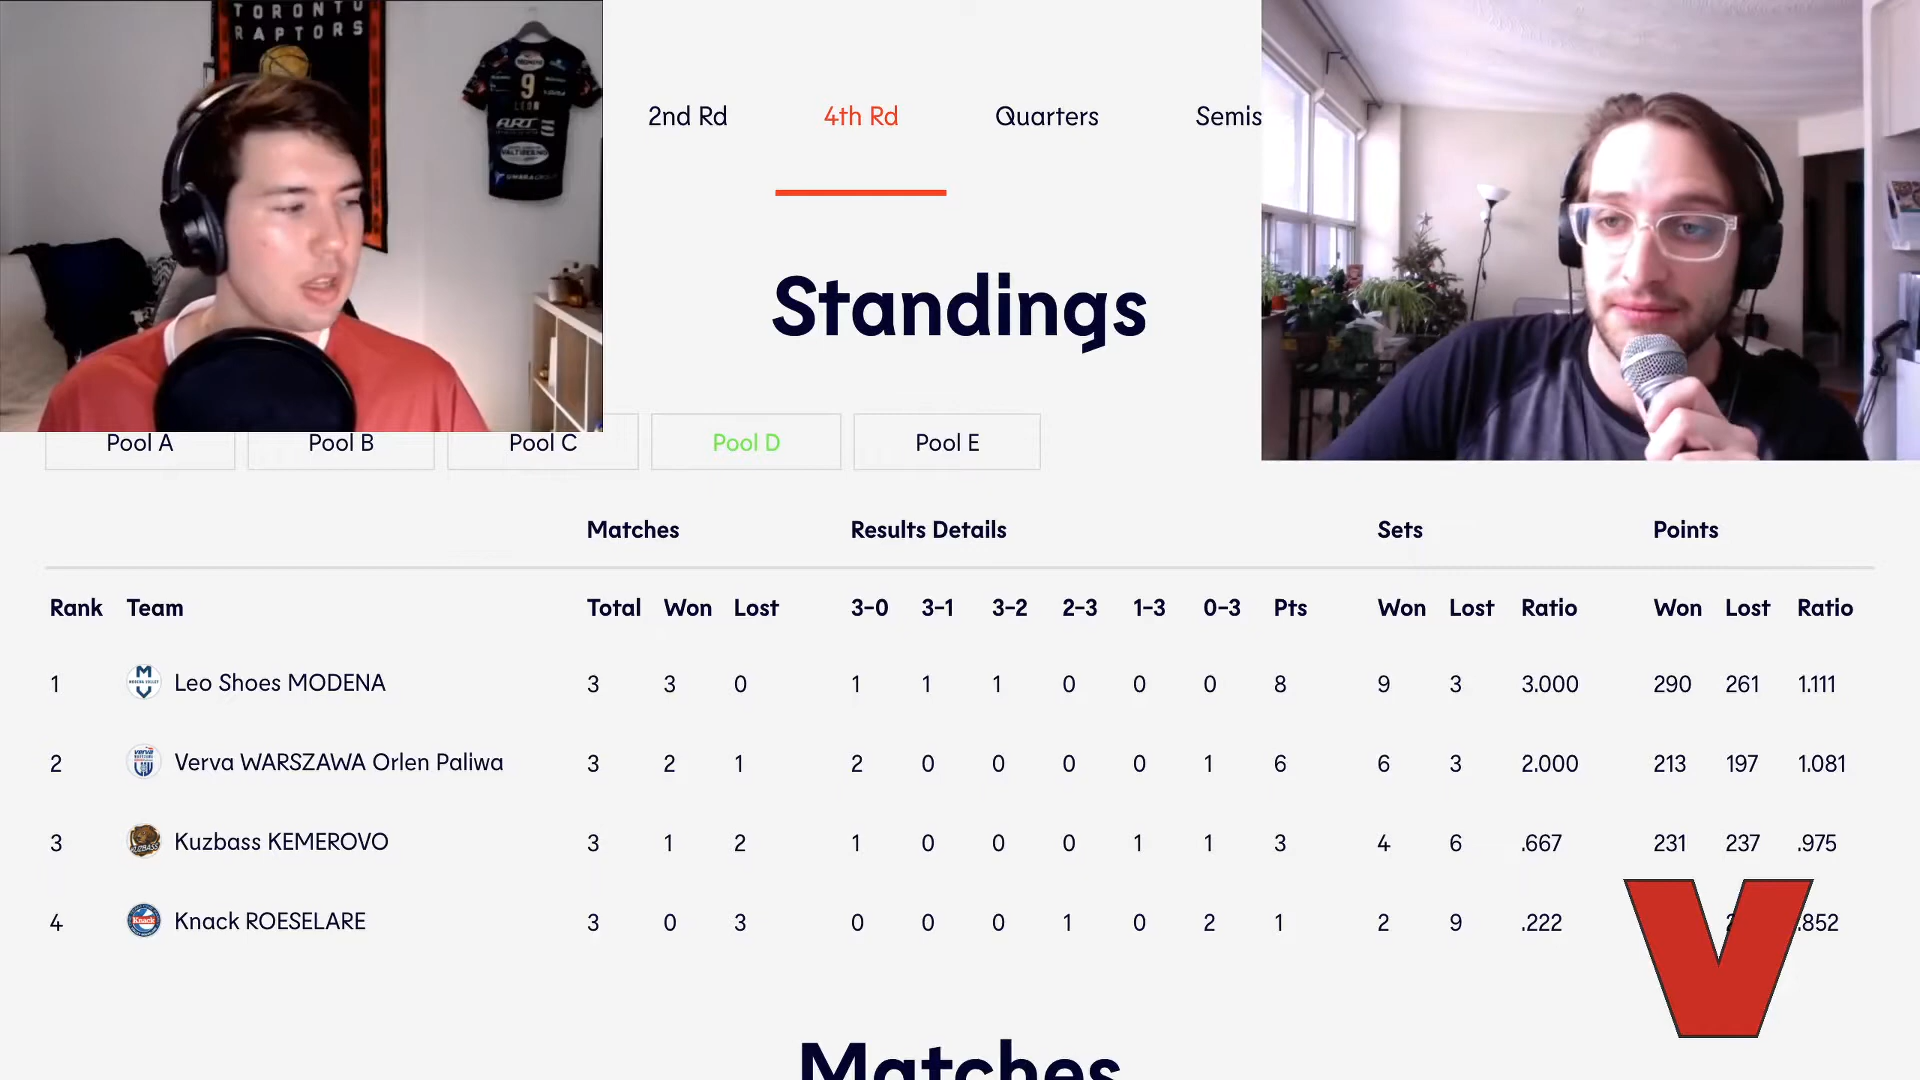 TORONTO
RAPTORS
9
LEON
ART
2nd Rd 4th Rd Quarters Semis
Standings
Pool A Pool B Pool C Pool D Pool E
Matches Results Details Sets Points
Rank Team Total Won Lost 3-0 3-1 3-2 2-3 1-3 0-3 Pts Won Lost Ratio Won Lost Ratio
1 Leo Shoes MODENA 3 3 0 1 1 1 0 0 0 8 9 3 3.000 290 261 1.111
2 Verva WARSZAWA Orlen Paliwa 3 2 1 2 0 0 0 0 1 6 6 3 2.000 213 197 1.081
3 Kuzbass KEMEROVO 3 1 2 1 0 0 0 1 1 3 4 6 .667 231 237 .975
4 Knack ROESELARE 3 0 3 0 0 0 1 0 2 1 2 9 .222 .852
V
Matches